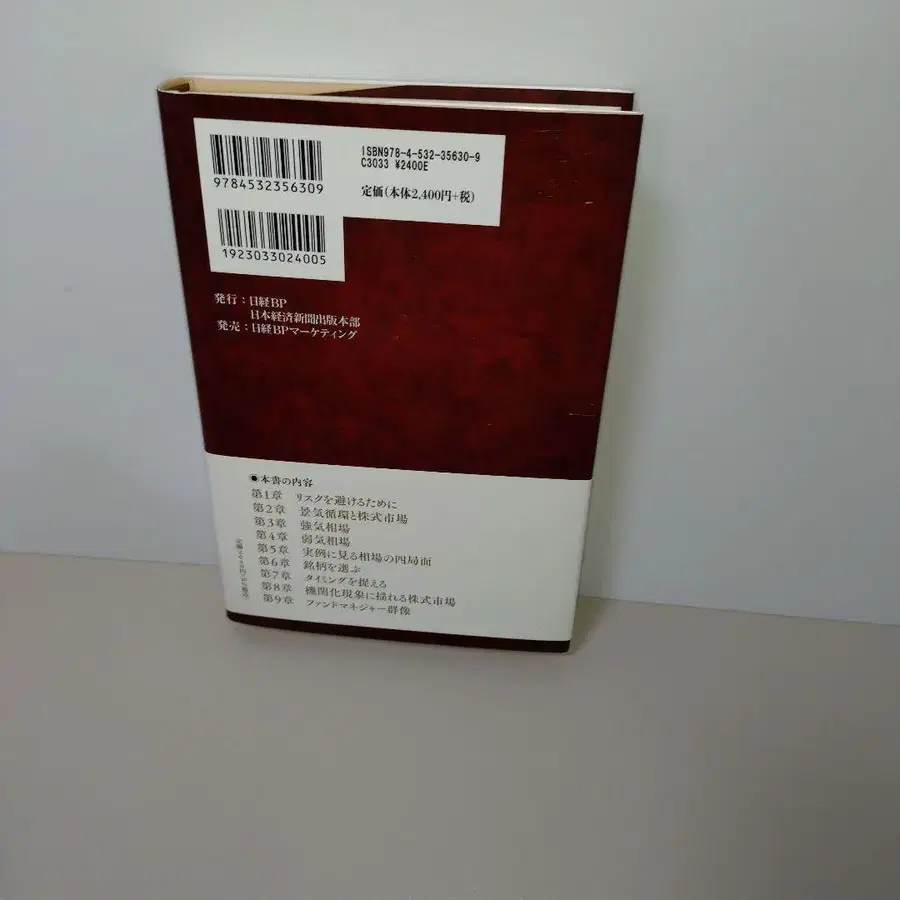 ISBN978-4-532-35630-9
C3033 ¥2400E
定価(本体2,400円+税)
9784532356309
1923033024005
発行：日経BP
日本経済新聞出版本部
発売：日経BPマーケティング
●本書の内容
第1章 リスクを避けるために
第2章 景気循環と株式市場
第3章 強気相場
第4章 弱気相場
第5章 実例に見る相場の四局面
第6章 銘柄を選ぶ
第7章 タイミングを捉える
第8章 機関化現象に揺れる株式市場
第9章 ファンドマネジャー群像